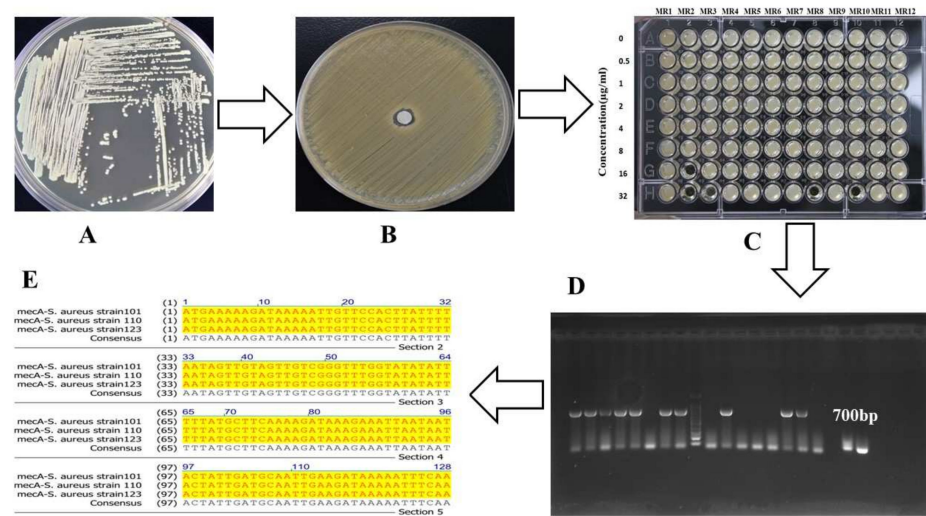 MR1 MR2 MR3 MR4 MR5 MR6 MR7 MR8 MR9 MR10 MR11 MR12
1 2 3 4 5 6 7 8 9 10 11 12
Concentration(µg/ml)
0 A
0.5 B
1 C
2 D
4 E
8 F
16 G
32 H
A
B
C
D
700bp
E
(1) 1 10 20 32
mecA-S. aureus strain101 (1) ATGAAAAAGATAAAAATTGTTCCACTTATTTT
mecA-S. aureus strain 110 (1) ATGAAAAAGATAAAAATTGTTCCACTTATTTT
mecA-S. aureus strain123 (1) ATGAAAAAGATAAAAATTGTTCCACTTATTTT
Consensus (1) ATGAAAAAGATAAAAATTGTTCCACTTATTTT
Section 2
(33) 33 40 50 64
mecA-S. aureus strain101 (33) AATAGTTGTAGTTGTCGGGTTTGGTATATATT
mecA-S. aureus strain 110 (33) AATAGTTGTAGTTGTCGGGTTTGGTATATATT
mecA-S. aureus strain123 (33) AATAGTTGTAGTTGTCGGGTTTGGTATATATT
Consensus (33) AATAGTTGTAGTTGTCGGGTTTGGTATATATT
Section 3
(65) 65 70 80 96
mecA-S. aureus strain101 (65) TTTATGCTTCAAAAGATAAAGAAATTAATAAT
mecA-S. aureus strain 110 (65) TTTATGCTTCAAAAGATAAAGAAATTAATAAT
mecA-S. aureus strain123 (65) TTTATGCTTCAAAAGATAAAGAAATTAATAAT
Consensus (65) TTTATGCTTCAAAAGATAAAGAAATTAATAAT
Section 4
(97) 97 110 128
mecA-S. aureus strain101 (97) ACTATTGATGCAATTGAAGATAAAAATTTCAA
mecA-S. aureus strain 110 (97) ACTATTGATGCAATTGAAGATAAAAATTTCAA
mecA-S. aureus strain123 (97) ACTATTGATGCAATTGAAGATAAAAATTTCAA
Consensus (97) ACTATTGATGCAATTGAAGATAAAAATTTCAA
Section 5